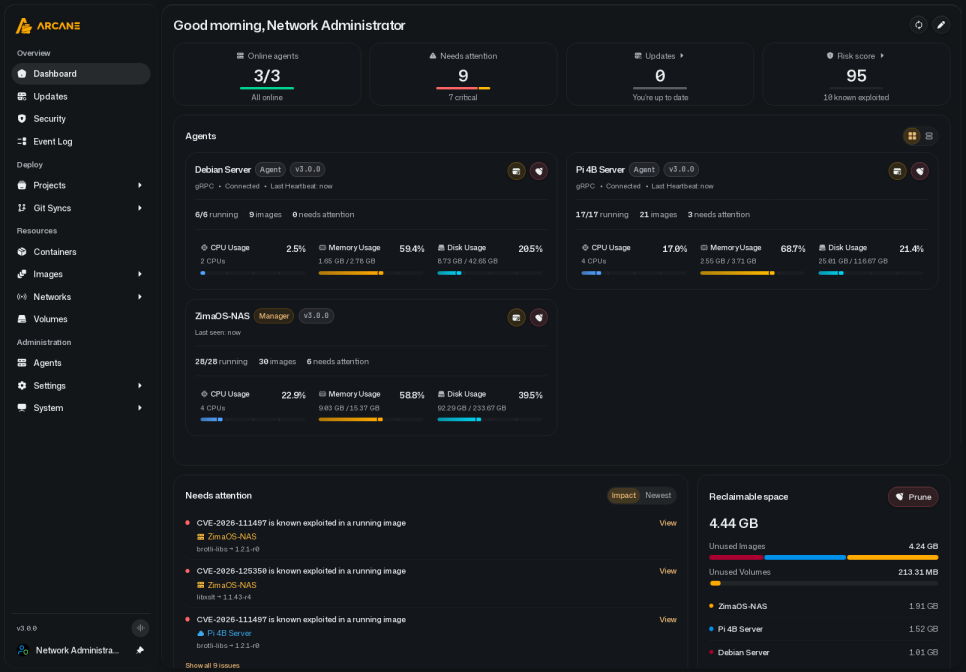 ARCANE
Overview
Dashboard
Updates
Security
Event Log
Deploy
Projects
Git Syncs
Resources
Containers
Images
Networks
Volumes
Administration
Agents
Settings
System
v3.0.0
Network Administra...
Good morning, Network Administrator
Online agents
3/3
All online
Needs attention
9
7 critical
Updates
0
You're up to date
Risk score
95
10 known exploited
Agents
Debian Server Agent v3.0.0
gRPC • Connected • Last Heartbeat: now
6/6 running 9 images 0 needs attention
CPU Usage 2.5%
2 CPUs
Memory Usage 59.4%
1.65 GB / 2.78 GB
Disk Usage 20.5%
8.73 GB / 42.65 GB
Pi 4B Server Agent v3.0.0
gRPC • Connected • Last Heartbeat: now
17/17 running 21 images 3 needs attention
CPU Usage 17.0%
4 CPUs
Memory Usage 68.7%
2.55 GB / 3.71 GB
Disk Usage 21.4%
25.01 GB / 116.67 GB
ZimaOS-NAS Manager v3.0.0
Last seen: now
28/28 running 30 images 6 needs attention
CPU Usage 22.9%
4 CPUs
Memory Usage 58.8%
9.03 GB / 15.37 GB
Disk Usage 39.5%
92.29 GB / 233.67 GB
Needs attention
Impact Newest
CVE-2026-111497 is known exploited in a running image View
ZimaOS-NAS
brotli-libs → 1.2.1-r0
CVE-2026-125350 is known exploited in a running image View
ZimaOS-NAS
libxslt → 1.1.43-r4
CVE-2026-111497 is known exploited in a running image View
Pi 4B Server
brotli-libs → 1.2.1-r0
Show all 9 issues
Reclaimable space
Prune
4.44 GB
Unused Images 4.24 GB
Unused Volumes 213.31 MB
ZimaOS-NAS 1.91 GB
Pi 4B Server 1.52 GB
Debian Server 1.01 GB